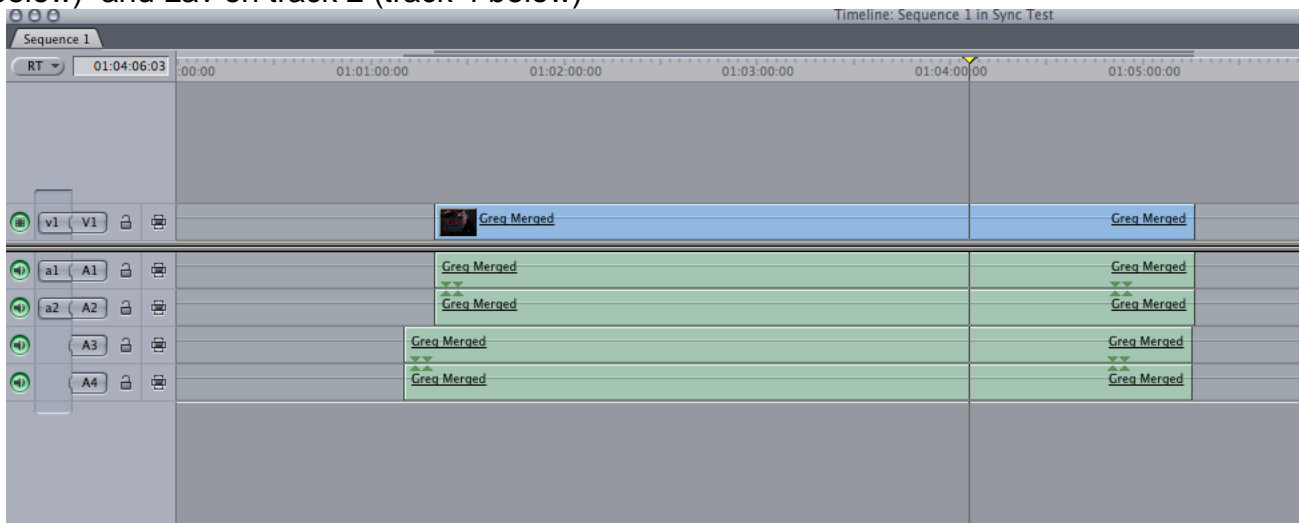 below) and Lav on track 2 (track 4 below)
Timeline: Sequence 1 in Sync Test
Sequence 1
RT 01:04:06:03 :00:00 01:01:00:00 01:02:00:00 01:03:00:00 01:04:00:00 01:05:00:00
v1 V1 Greg Merged Greg Merged
a1 A1 Greg Merged Greg Merged
a2 A2 Greg Merged Greg Merged
A3 Greg Merged Greg Merged
A4 Greg Merged Greg Merged